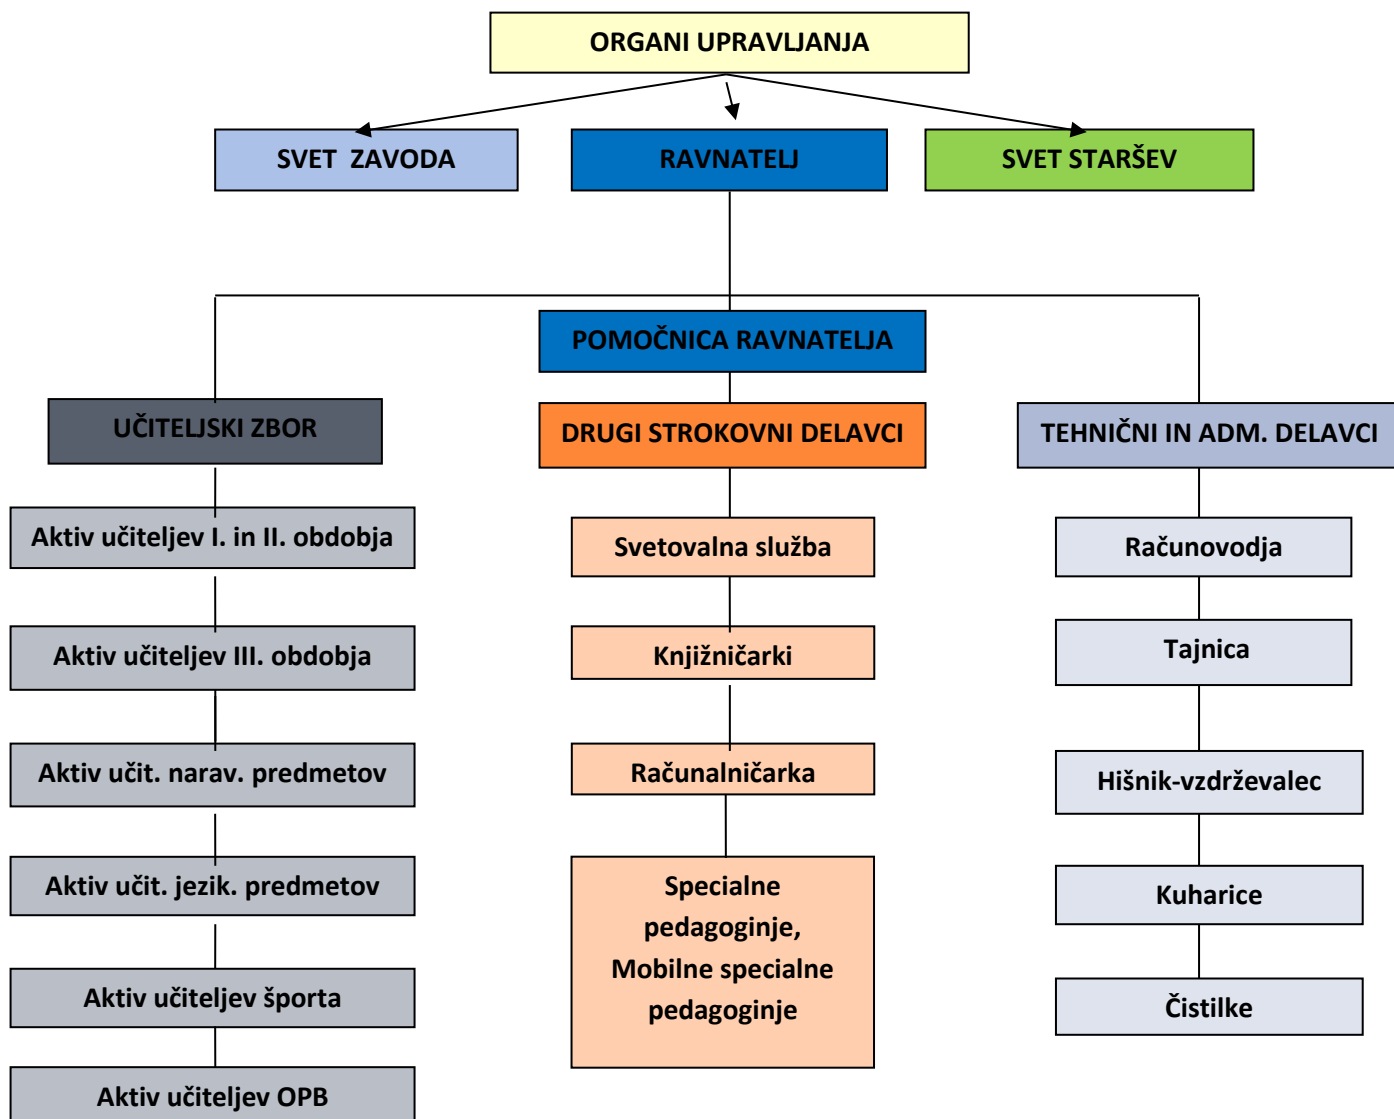 ORGANI UPRAVLJANJA
SVET ZAVODA
RAVNATELJ
SVET STARŠEV
POMOČNICA RAVNATELJA
UČITELJSKI ZBOR
DRUGI STROKOVNI DELAVCI
TEHNIČNI IN ADM. DELAVCI
Aktiv učiteljev I. in II. obdobja
Aktiv učiteljev III. obdobja
Aktiv učit. narav. predmetov
Aktiv učit. jezik. predmetov
Aktiv učiteljev športa
Aktiv učiteljev OPB
Svetovalna služba
Knjižničarki
Računalničarka
Specialne
pedagoginje,
Mobilne specialne
pedagoginje
Računovodja
Tajnica
Hišnik-vzdrževalec
Kuharice
Čistilke